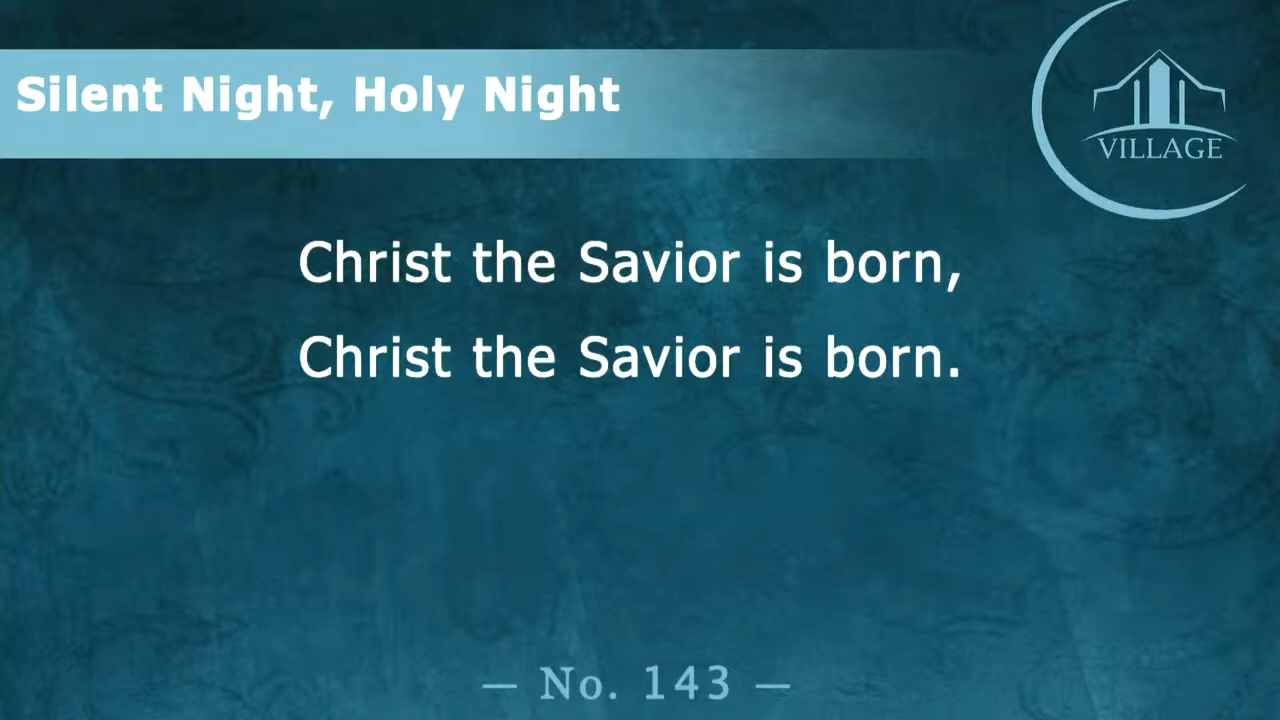 Silent Night, Holy Night
VILLAGE
Christ the Savior is born,
Christ the Savior is born.
— No. 143 —